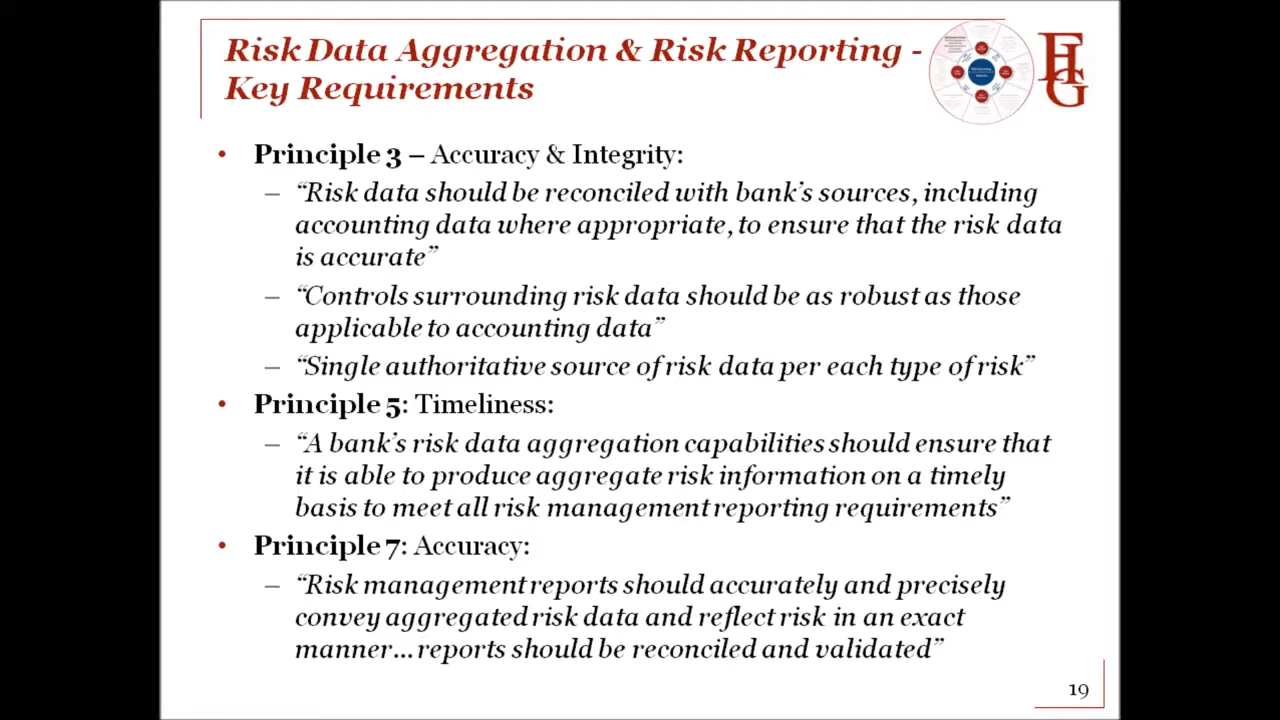 Risk Data Aggregation & Risk Reporting -
Key Requirements
FHG
• Principle 3 – Accuracy & Integrity:
– “Risk data should be reconciled with bank’s sources, including
accounting data where appropriate, to ensure that the risk data
is accurate”
– “Controls surrounding risk data should be as robust as those
applicable to accounting data”
– “Single authoritative source of risk data per each type of risk”
• Principle 5: Timeliness:
– “A bank’s risk data aggregation capabilities should ensure that
it is able to produce aggregate risk information on a timely
basis to meet all risk management reporting requirements”
• Principle 7: Accuracy:
– “Risk management reports should accurately and precisely
convey aggregated risk data and reflect risk in an exact
manner...reports should be reconciled and validated”
19